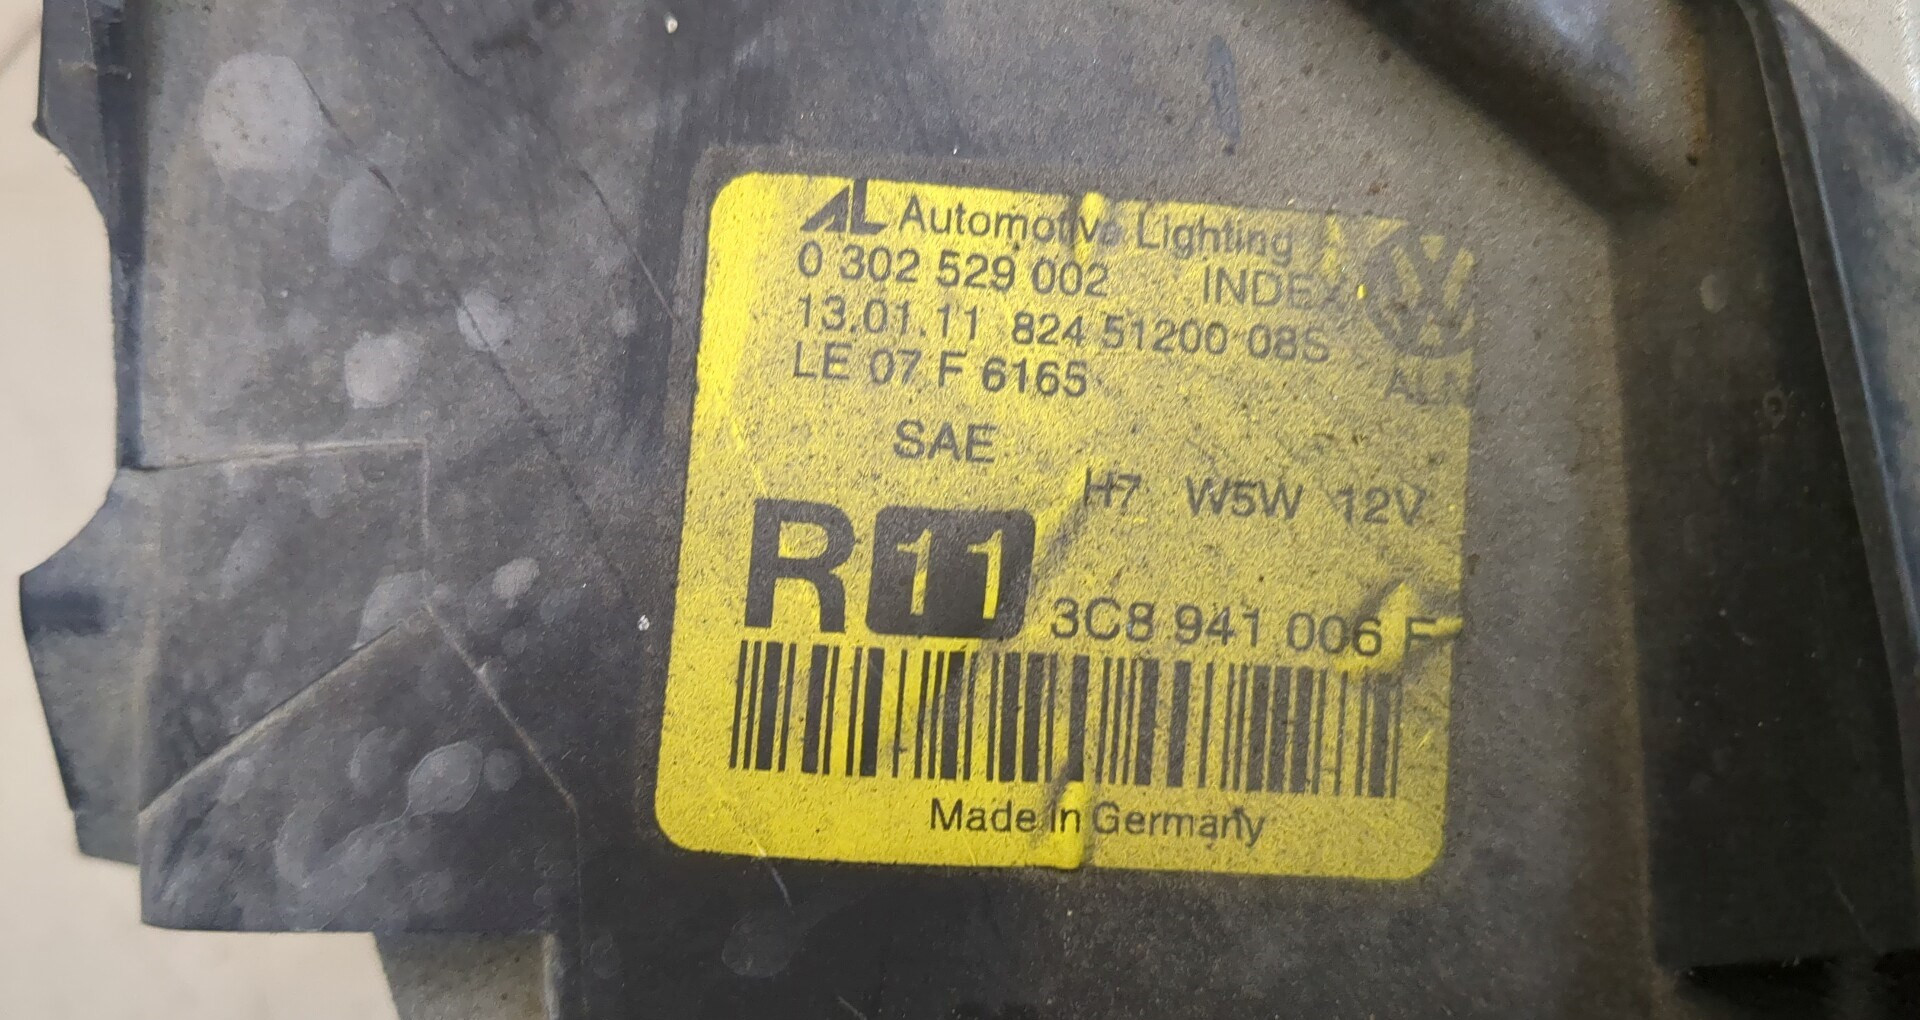 AL Automotive Lighting
0 302 529 002 INDEX
13.01.11 824 51200 08S
LE 07 F 6165
SAE
H7 W5W 12V
R 11
3C8 941 006 F
Made in Germany